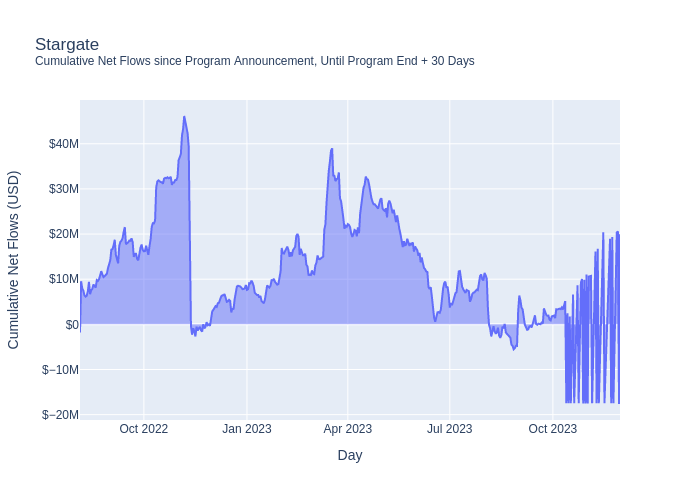 Stargate
Cumulative Net Flows since Program Announcement, Until Program End + 30 Days
Cumulative Net Flows (USD)
$40M
$30M
$20M
$10M
$0
$−10M
$−20M
Oct 2022
Jan 2023
Apr 2023
Jul 2023
Oct 2023
Day